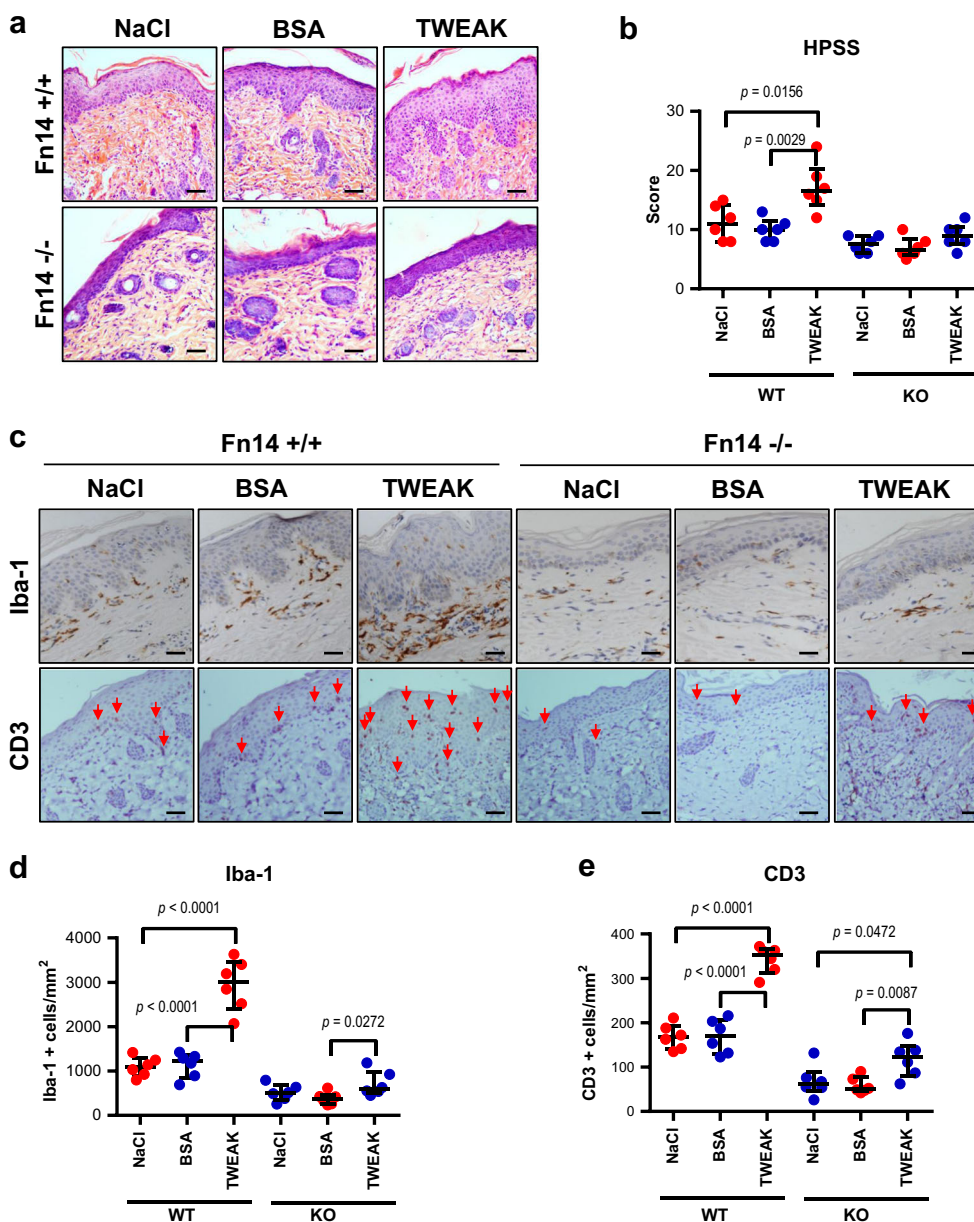 a
NaCl BSA TWEAK
Fn14 +/+
Fn14 -/-
b
HPSS
p = 0.0156
p = 0.0029
30
20
10
0
Score
NaCl BSA TWEAK NaCl BSA TWEAK
WT KO
c
Fn14 +/+ Fn14 -/-
NaCl BSA TWEAK NaCl BSA TWEAK
Iba-1
CD3
d
Iba-1
p < 0.0001
p < 0.0001
p = 0.0272
4000
3000
2000
1000
0
Iba-1 + cells/mm²
NaCl BSA TWEAK NaCl BSA TWEAK
WT KO
e
CD3
p < 0.0001
p = 0.0472
p < 0.0001
p = 0.0087
400
300
200
100
0
CD3 + cells/mm²
NaCl BSA TWEAK NaCl BSA TWEAK
WT KO